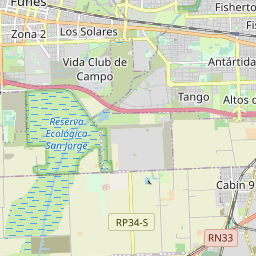 Funes
Fisherto
Zona 2
Los Solares
Fis
Vida Club de
Campo
Antártida
Tango
Altos d
Reserva
Ecológica
San Jorge
Cabín 9
RP34-S
RN33